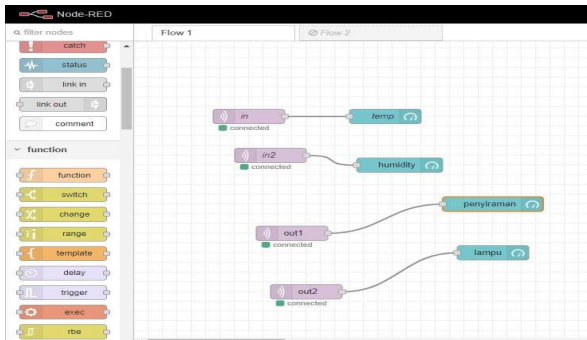 Node-RED
filter nodes
Flow 1
Flow 2
catch
status
link in
link out
comment
function
function
switch
change
range
template
delay
trigger
exec
rbe
in
connected
temp
in2
connected
humidity
out1
connected
penyiraman
out2
connected
lampu